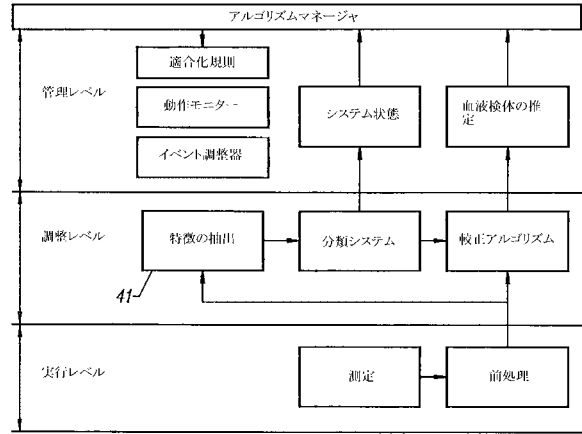 アルゴリズムマネージャ
管理レベル
適合化規則
動作モニター
イベント調整器
システム状態
血液検体の推
定
調整レベル
特徴の抽出
分類システム
較正アルゴリズム
41
実行レベル
測定
前処理